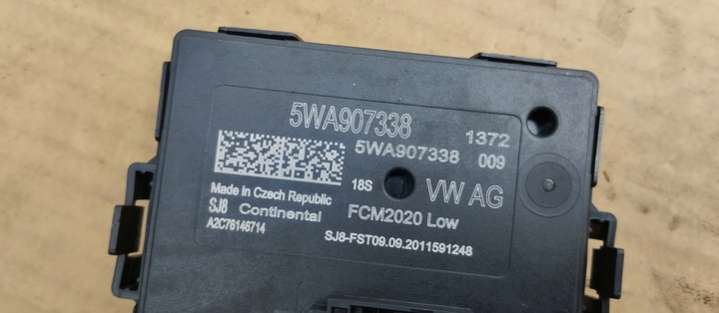 5WA907338
1372
5WA907338 009
18S VW AG
Made in Czech Republic
SJ8 Continental FCM2020 Low
A2C76146714
SJ8-FST09.09.2011591248